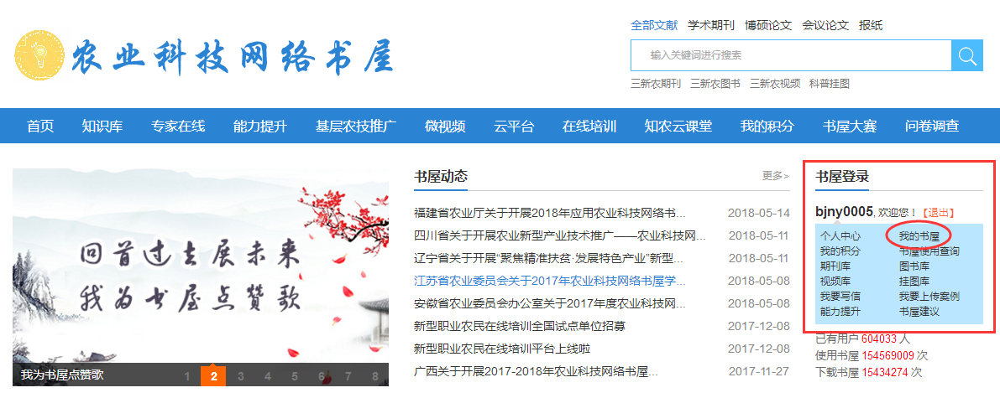 农业科技网络书屋
全部文献 学术期刊 博硕论文 会议论文 报纸
输入关键词进行搜索
三新农期刊 三新农图书 三新农视频 科普挂图
首页 知识库 专家在线 能力提升 基层农技推广 微视频 云平台 在线培训 知农云课堂 我的积分 书屋大赛 问卷调查
回首过去展未来
我为书屋点赞歌
我为书屋点赞歌 1 2 3 4 5 6 7 8
书屋动态 更多>
福建省农业厅关于开展2018年应用农业科技网络书... 2018-05-14
四川省关于开展农业新型产业技术推广——农业科技网... 2018-05-11
辽宁省关于开展“聚焦精准扶贫·发展特色产业”新型... 2018-05-11
江苏省农业委员会关于2017年农业科技网络书屋学... 2018-05-08
安徽省农业委员会办公室关于2017年度农业科技网... 2018-05-08
新型职业农民在线培训全国试点单位招募 2017-12-08
新型职业农民在线培训平台上线啦 2017-12-08
广西关于开展2017-2018年农业科技网络书屋... 2017-11-27
书屋登录
bjny0005, 欢迎您！【退出】
个人中心 我的书屋
我的积分 书屋使用查询
期刊库 图书库
视频库 挂图库
我要写信 我要上传案例
能力提升 书屋建议
已有用户 604033 人
使用书屋 154569009 次
下载书屋 15434274 次